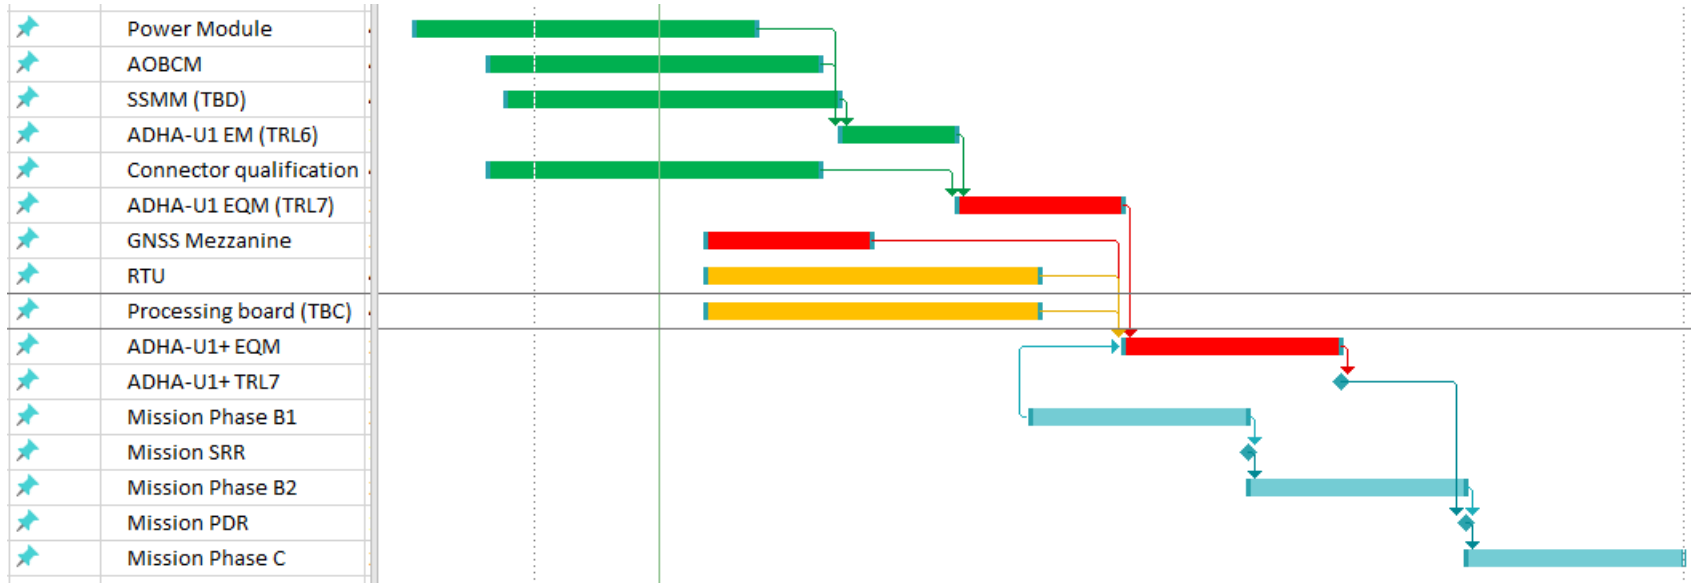 Power Module
AOBCM
SSMM (TBD)
ADHA-U1 EM (TRL6)
Connector qualification
ADHA-U1 EQM (TRL7)
GNSS Mezzanine
RTU
Processing board (TBC)
ADHA-U1+ EQM
ADHA-U1+ TRL7
Mission Phase B1
Mission SRR
Mission Phase B2
Mission PDR
Mission Phase C